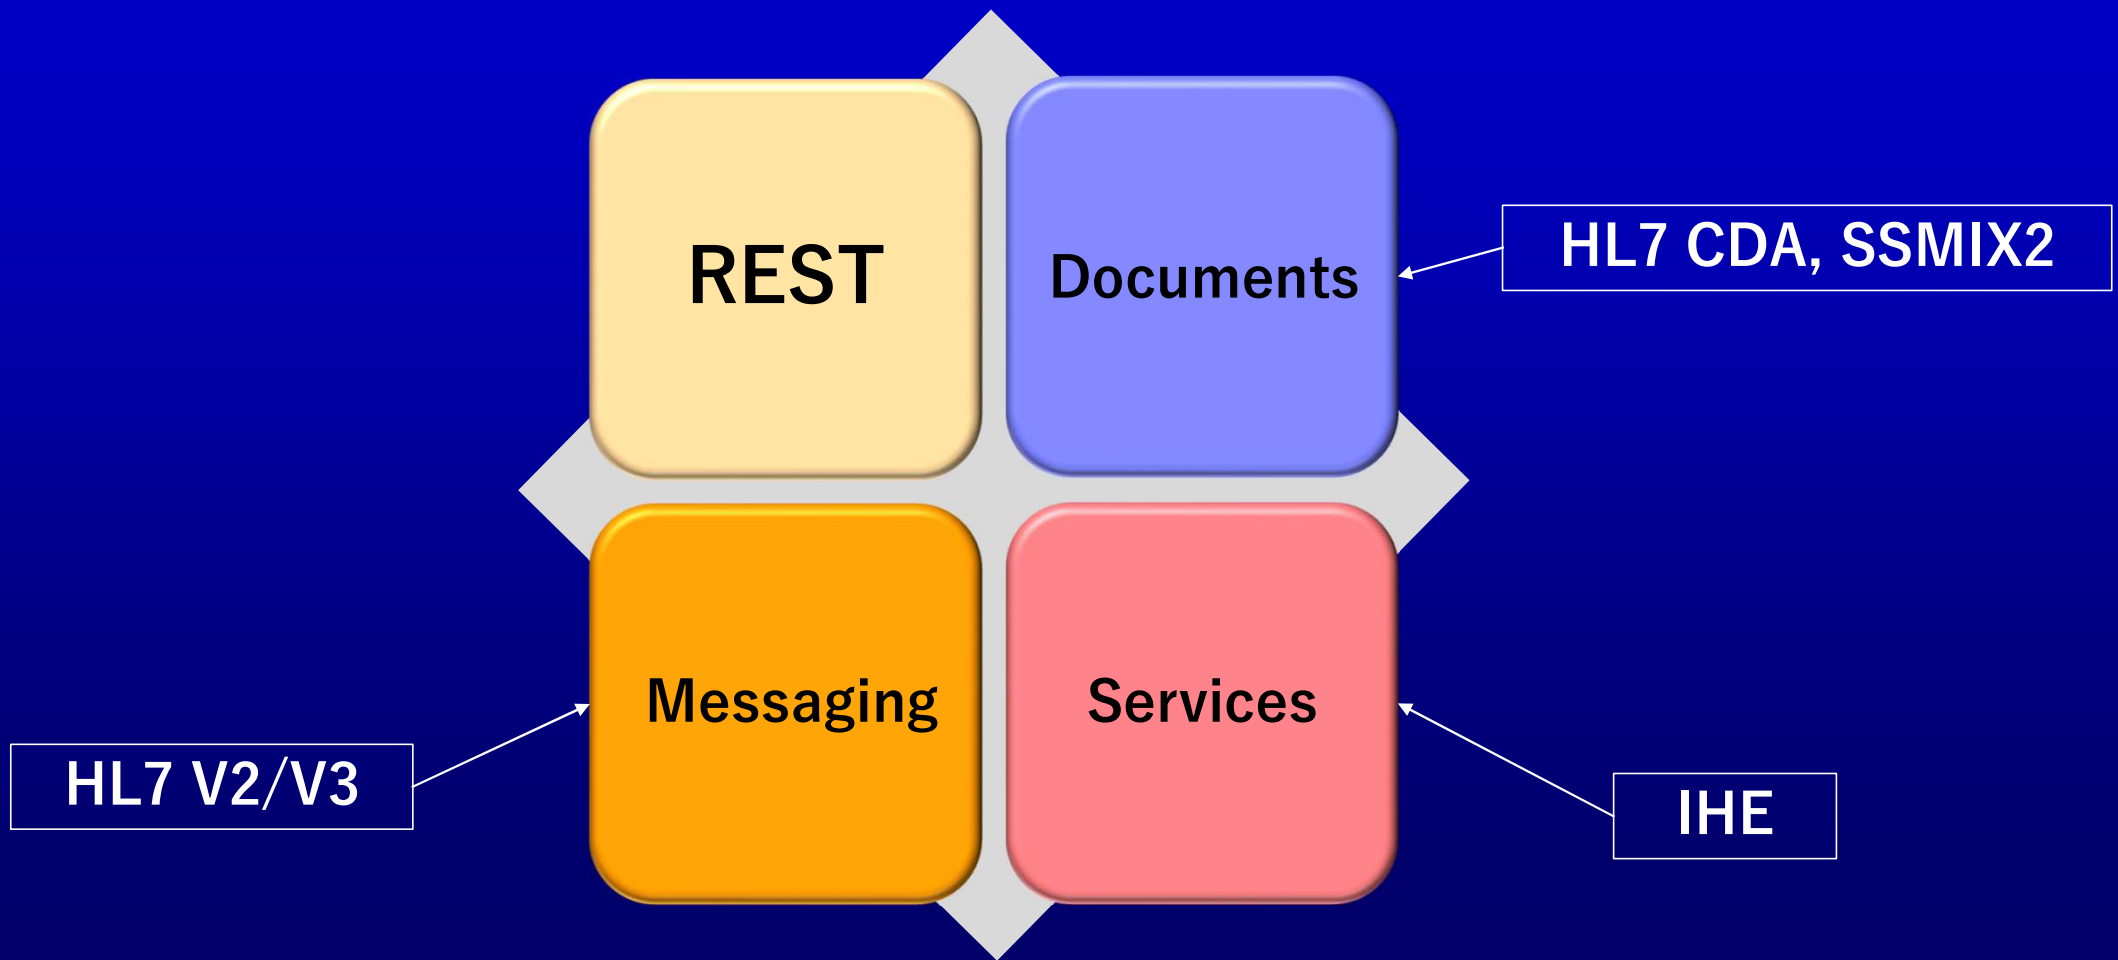 REST
Documents
HL7 CDA, SSMIX2
Messaging
Services
HL7 V2/V3
IHE